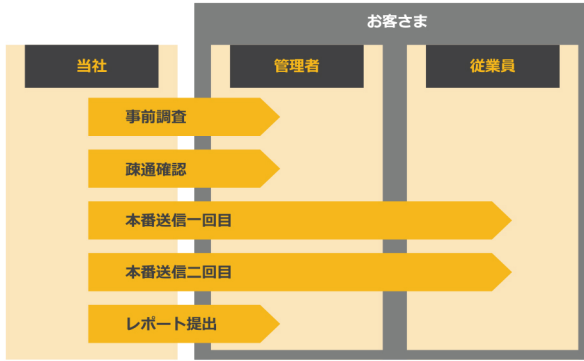 お客さま
当社
管理者
従業員
事前調査
疎通確認
本番送信一回目
本番送信二回目
レポート提出